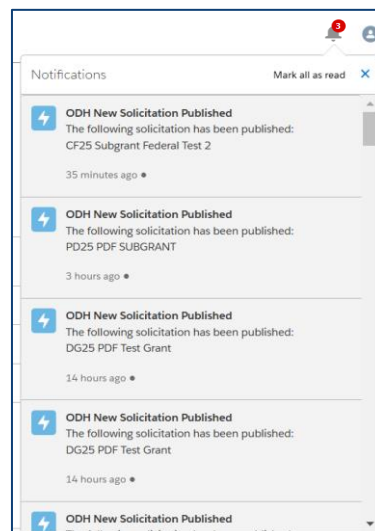 3
Notifications
Mark all as read
ODH New Solicitation Published
The following solicitation has been published:
CF25 Subgrant Federal Test 2
35 minutes ago
ODH New Solicitation Published
The following solicitation has been published:
PD25 PDF SUBGRANT
3 hours ago
ODH New Solicitation Published
The following solicitation has been published:
DG25 PDF Test Grant
14 hours ago
ODH New Solicitation Published
The following solicitation has been published:
DG25 PDF Test Grant
14 hours ago
ODH New Solicitation Published